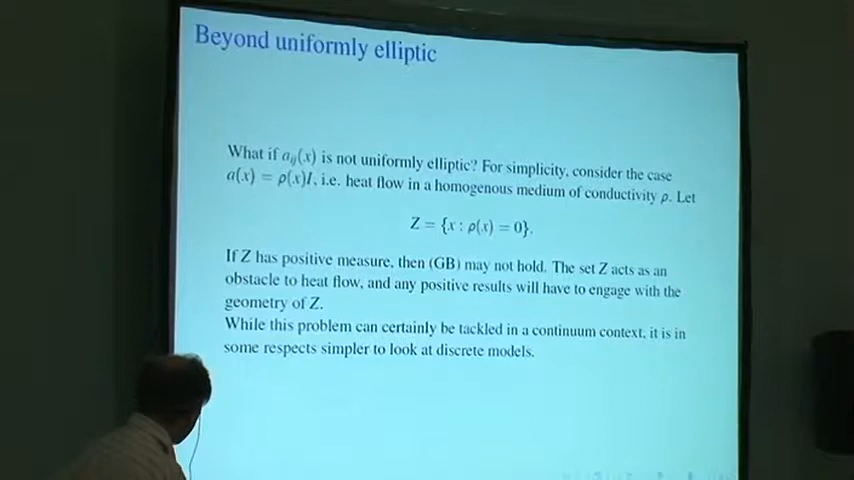 Beyond uniformly elliptic
What if aᵢⱼ(x) is not uniformly elliptic? For simplicity, consider the case
a(x) = ρ(x)I, i.e. heat flow in a homogenous medium of conductivity ρ. Let
Z = {x : ρ(x) = 0}.
If Z has positive measure, then (GB) may not hold. The set Z acts as an
obstacle to heat flow, and any positive results will have to engage with the
geometry of Z.
While this problem can certainly be tackled in a continuum context, it is in
some respects simpler to look at discrete models.